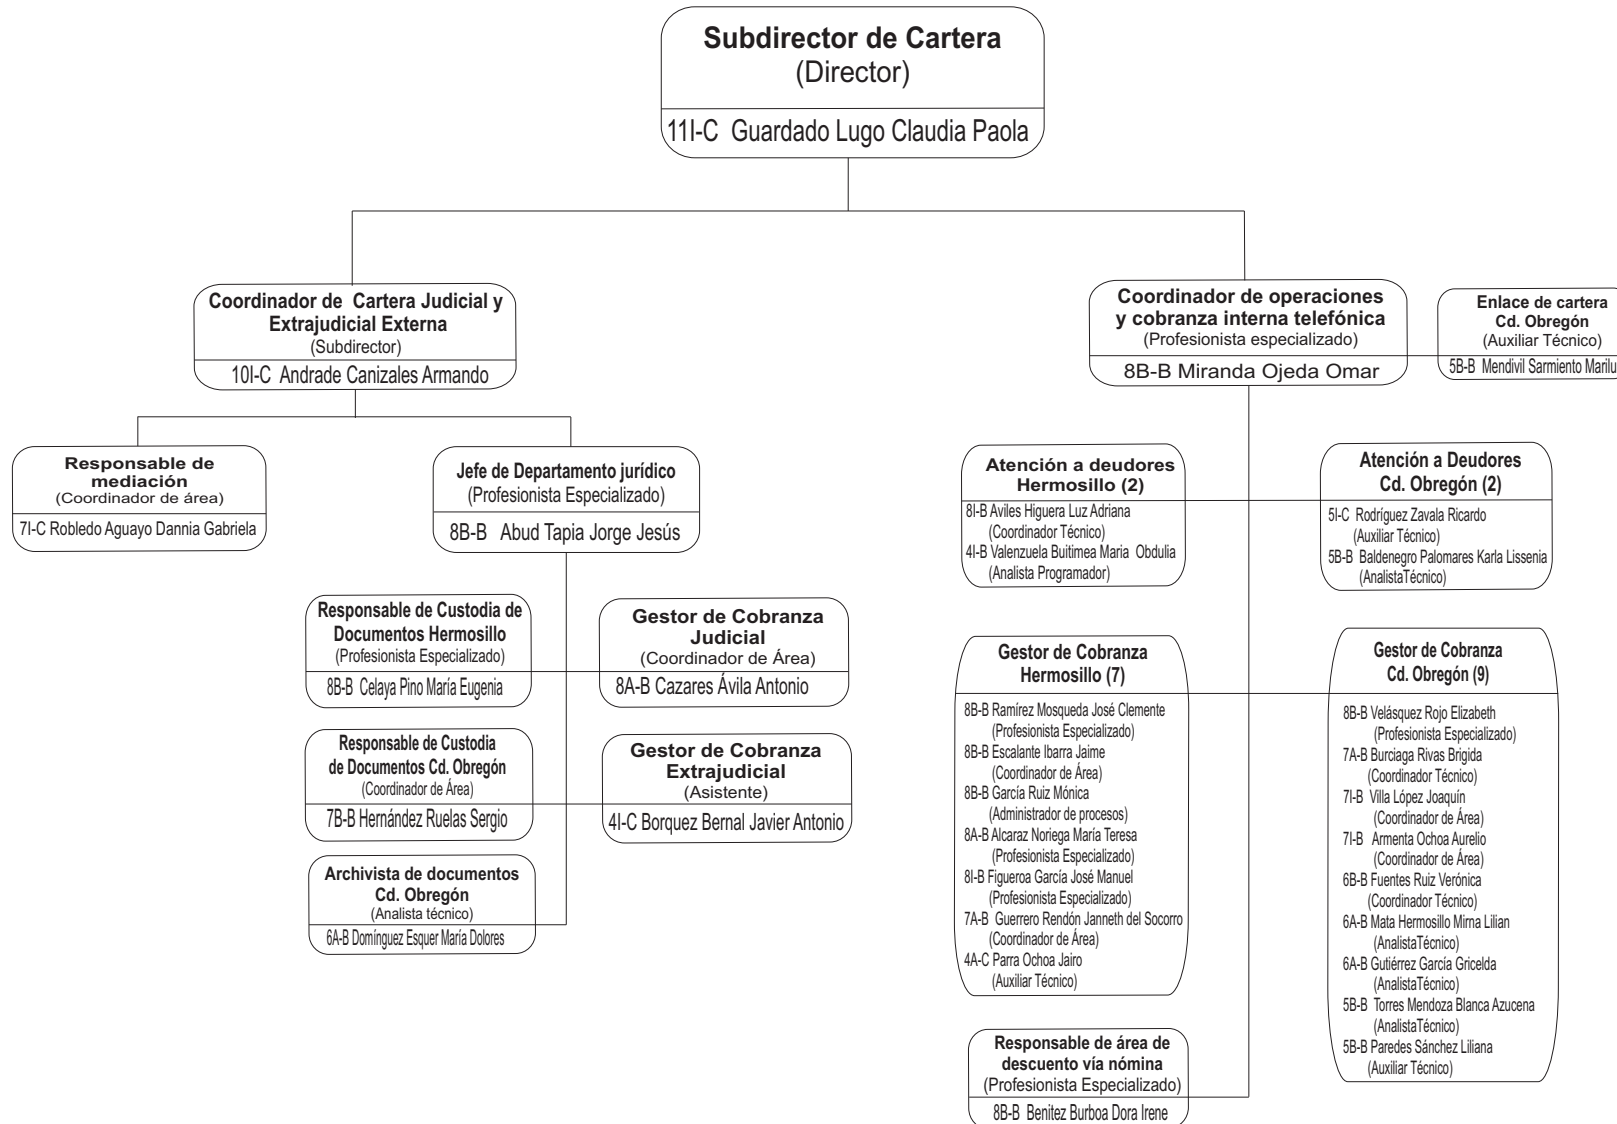 Subdirector de Cartera
(Director)
11I-C Guardado Lugo Claudia Paola
Coordinador de Cartera Judicial y
Extrajudicial Externa
(Subdirector)
10I-C Andrade Canizales Armando
Coordinador de operaciones
y cobranza interna telefónica
(Profesionista especializado)
8B-B Miranda Ojeda Omar
Enlace de cartera
Cd. Obregón
(Auxiliar Técnico)
5B-B Mendivil Sarmiento Marilu
Responsable de
mediación
(Coordinador de área)
7I-C Robledo Aguayo Dannia Gabriela
Jefe de Departamento jurídico
(Profesionista Especializado)
8B-B Abud Tapia Jorge Jesús
Responsable de Custodia de
Documentos Hermosillo
(Profesionista Especializado)
8B-B Celaya Pino María Eugenia
Gestor de Cobranza
Judicial
(Coordinador de Área)
8A-B Cazares Ávila Antonio
Responsable de Custodia
de Documentos Cd. Obregón
(Coordinador de Área)
7B-B Hernández Ruelas Sergio
Gestor de Cobranza
Extrajudicial
(Asistente)
4I-C Borquez Bernal Javier Antonio
Archivista de documentos
Cd. Obregón
(Analista técnico)
6A-B Domínguez Esquer María Dolores
Atención a deudores
Hermosillo (2)
8I-B Aviles Higuera Luz Adriana
(Coordinador Técnico)
4I-B Valenzuela Buitimea Maria Obdulia
(Analista Programador)
Atención a Deudores
Cd. Obregón (2)
5I-C Rodríguez Zavala Ricardo
(Auxiliar Técnico)
5B-B Baldenegro Palomares Karla Lissenia
(AnalistaTécnico)
Gestor de Cobranza
Hermosillo (7)
8B-B Ramírez Mosqueda José Clemente
(Profesionista Especializado)
8B-B Escalante Ibarra Jaime
(Coordinador de Área)
8B-B García Ruiz Mónica
(Administrador de procesos)
8A-B Alcaraz Noriega María Teresa
(Profesionista Especializado)
8I-B Figueroa García José Manuel
(Profesionista Especializado)
7A-B Guerrero Rendón Janneth del Socorro
(Coordinador de Área)
4A-C Parra Ochoa Jairo
(Auxiliar Técnico)
Gestor de Cobranza
Cd. Obregón (9)
8B-B Velásquez Rojo Elizabeth
(Profesionista Especializado)
7A-B Burciaga Rivas Brigida
(Coordinador Técnico)
7I-B Villa López Joaquín
(Coordinador de Área)
7I-B Armenta Ochoa Aurelio
(Coordinador de Área)
6B-B Fuentes Ruiz Verónica
(Coordinador Técnico)
6A-B Mata Hermosillo Mirna Lilian
(AnalistaTécnico)
6A-B Gutiérrez García Gricelda
(AnalistaTécnico)
5B-B Torres Mendoza Blanca Azucena
(AnalistaTécnico)
5B-B Paredes Sánchez Liliana
(Auxiliar Técnico)
Responsable de área de
descuento vía nómina
(Profesionista Especializado)
8B-B Benitez Burboa Dora Irene